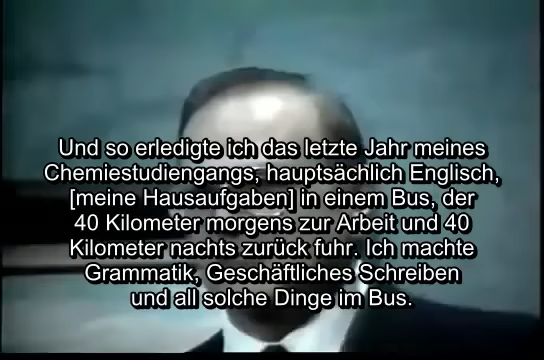 Und so erledigte ich das letzte Jahr meines
Chemiestudiengangs, hauptsächlich Englisch,
[meine Hausaufgaben] in einem Bus, der
40 Kilometer morgens zur Arbeit und 40
Kilometer nachts zurück fuhr. Ich machte
Grammatik, Geschäftliches Schreiben
und all solche Dinge im Bus.